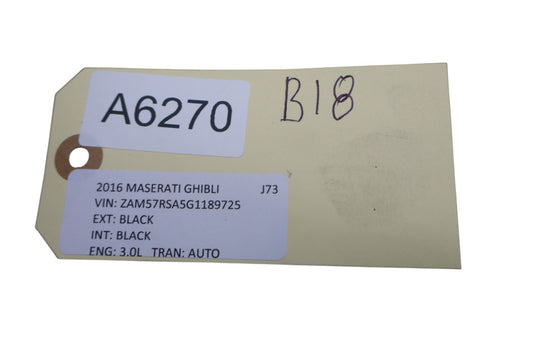 A6270
B18
2016 MASERATI GHIBLI J73
VIN: ZAM57RSA5G1189725
EXT: BLACK
INT: BLACK
ENG: 3.0L TRAN: AUTO